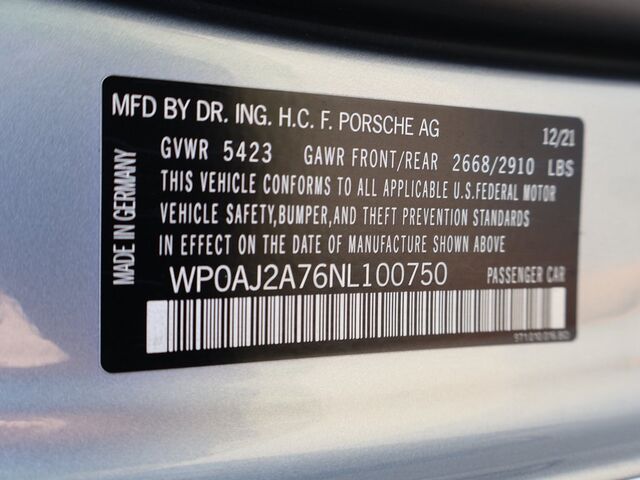 MFD BY DR. ING. H.C. F. PORSCHE AG 12/21
GVWR 5423 GAWR FRONT/REAR 2668/2910 LBS
THIS VEHICLE CONFORMS TO ALL APPLICABLE U.S.FEDERAL MOTOR
VEHICLE SAFETY,BUMPER,AND THEFT PREVENTION STANDARDS
IN EFFECT ON THE DATE OF MANUFACTURE SHOWN ABOVE.
WP0AJ2A76NL100750 PASSENGER CAR
MADE IN GERMANY